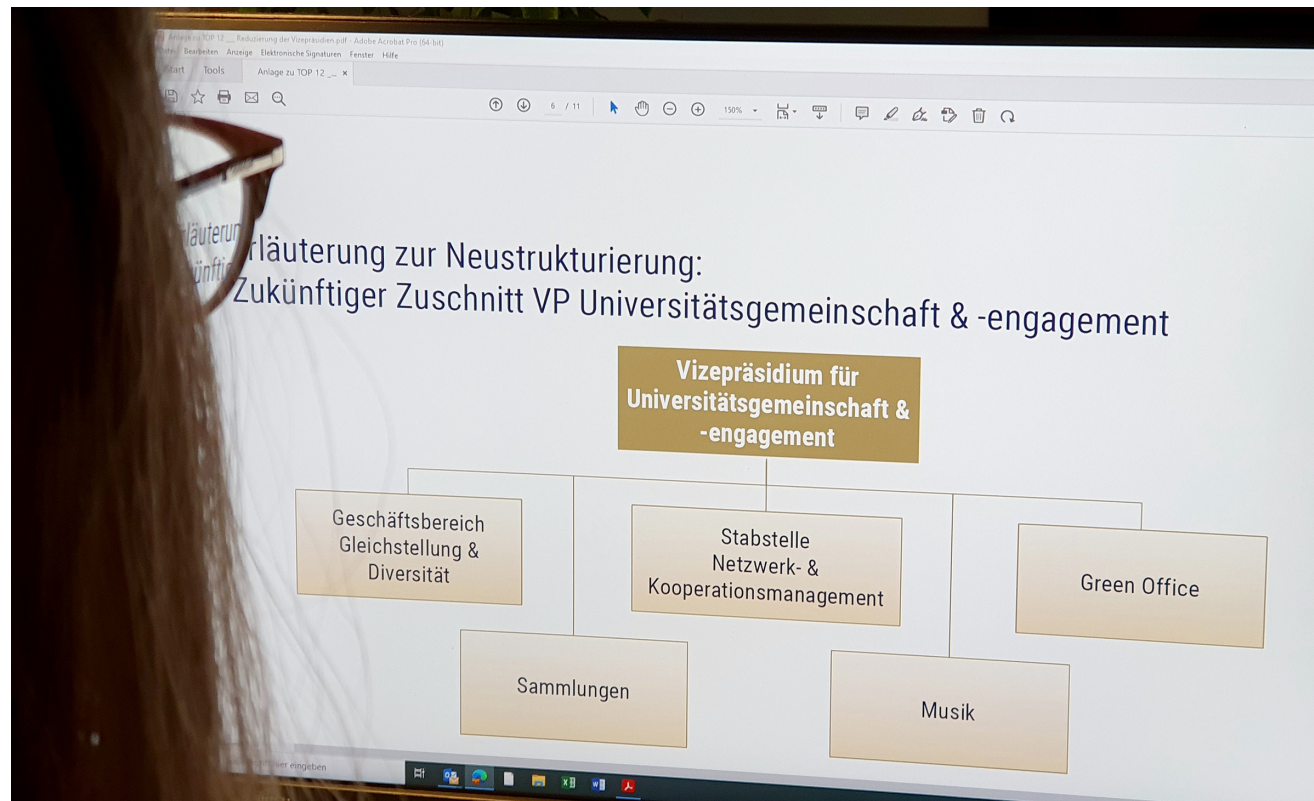 Anlage zu TOP 12 __ Reduzierung der Vizepräsidien.pdf - Adobe Acrobat Pro (64-bit)
Bearbeiten Anzeige Elektronische Signaturen Fenster Hilfe
Start Tools Anlage zu TOP 12 _... ×
6 / 11 150%
rläuterung zur Neustrukturierung:
Zukünftiger Zuschnitt VP Universitätsgemeinschaft & -engagement
Vizepräsidium für
Universitätsgemeinschaft &
-engagement
Geschäftsbereich
Gleichstellung &
Diversität
Stabstelle
Netzwerk- &
Kooperationsmanagement
Green Office
Sammlungen
Musik
eingeben